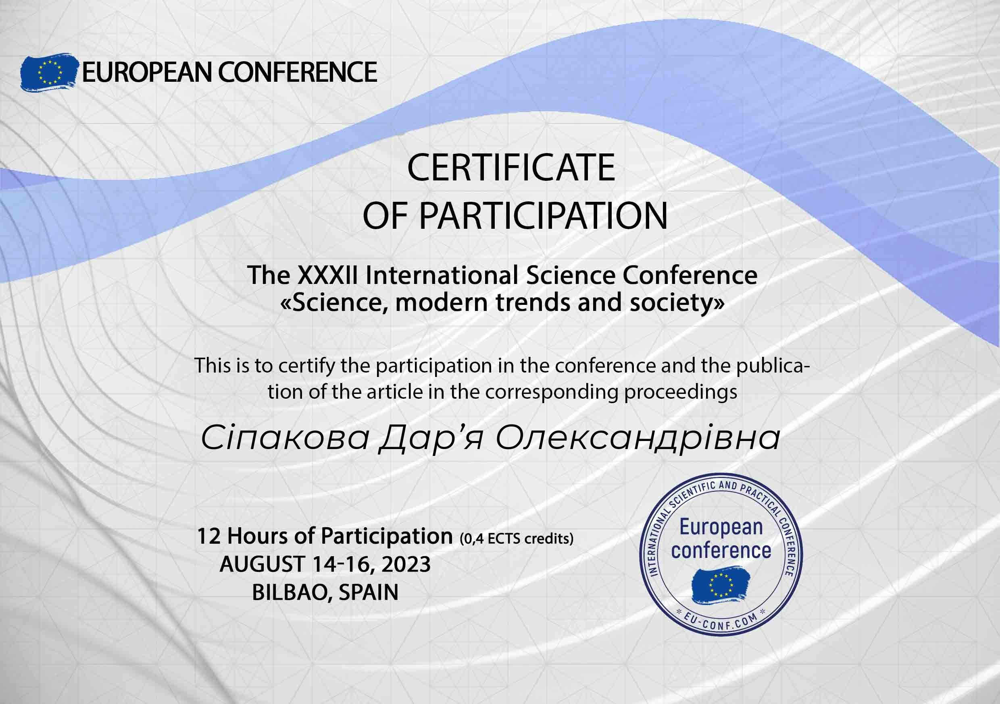 EUROPEAN CONFERENCE
CERTIFICATE
OF PARTICIPATION
The XXXII International Science Conference
«Science, modern trends and society»
This is to certify the participation in the conference and the publica-
tion of the article in the corresponding proceedings
Сіпакова Дар’я Олександрівна
12 Hours of Participation (0,4 ECTS credits)
AUGUST 14-16, 2023
BILBAO, SPAIN
INTERNATIONAL SCIENTIFIC AND PRACTICAL CONFERENCE
European
conference
* EU-CONF.COM *